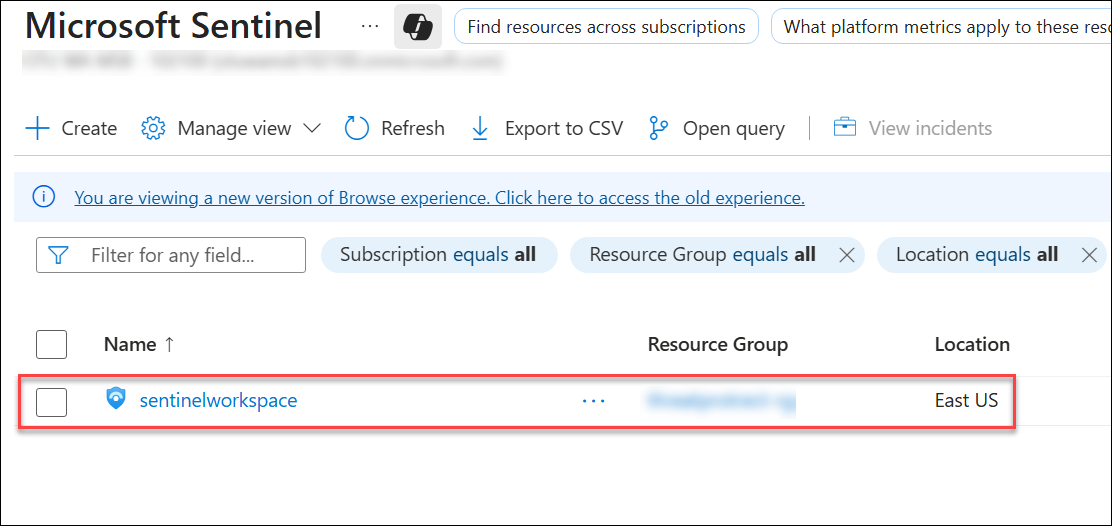 Microsoft Sentinel ... Find resources across subscriptions What platform metrics apply to these
Create Manage view Refresh Export to CSV Open query View incidents
You are viewing a new version of Browse experience. Click here to access the old experience.
Filter for any field... Subscription equals all Resource Group equals all Location equals all
Name ↑ Resource Group Location
sentinelworkspace ... East US